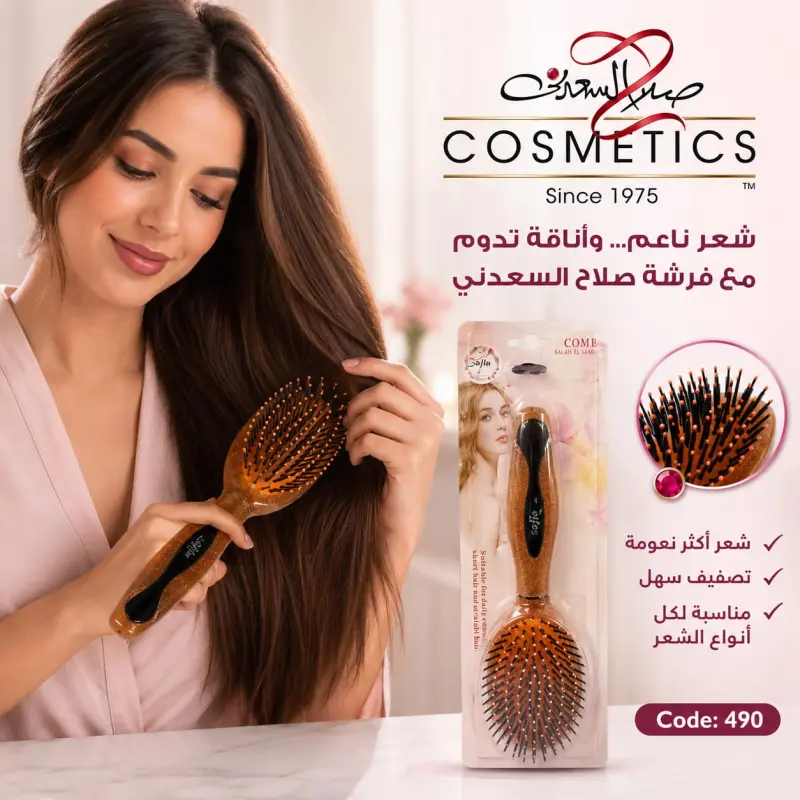 صلاح السعدني
COSMETICS
TM
Since 1975
شعر ناعم... وأناقة تدوم
مع فرشة صلاح السعدني
COMB
شعر أكثر نعومة
تصفيف سهل
مناسبة لكل
أنواع الشعر
Code: 490